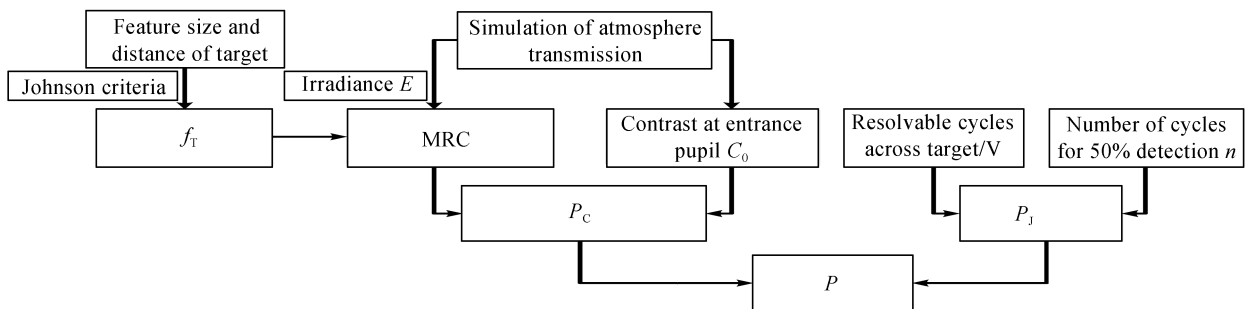 Feature size and
distance of target
Simulation of atmosphere
transmission
Johnson criteria
Irradiance E
f_T
MRC
Contrast at entrance
pupil C_0
Resolvable cycles
across target/V
Number of cycles
for 50% detection n
P_C
P_J
P